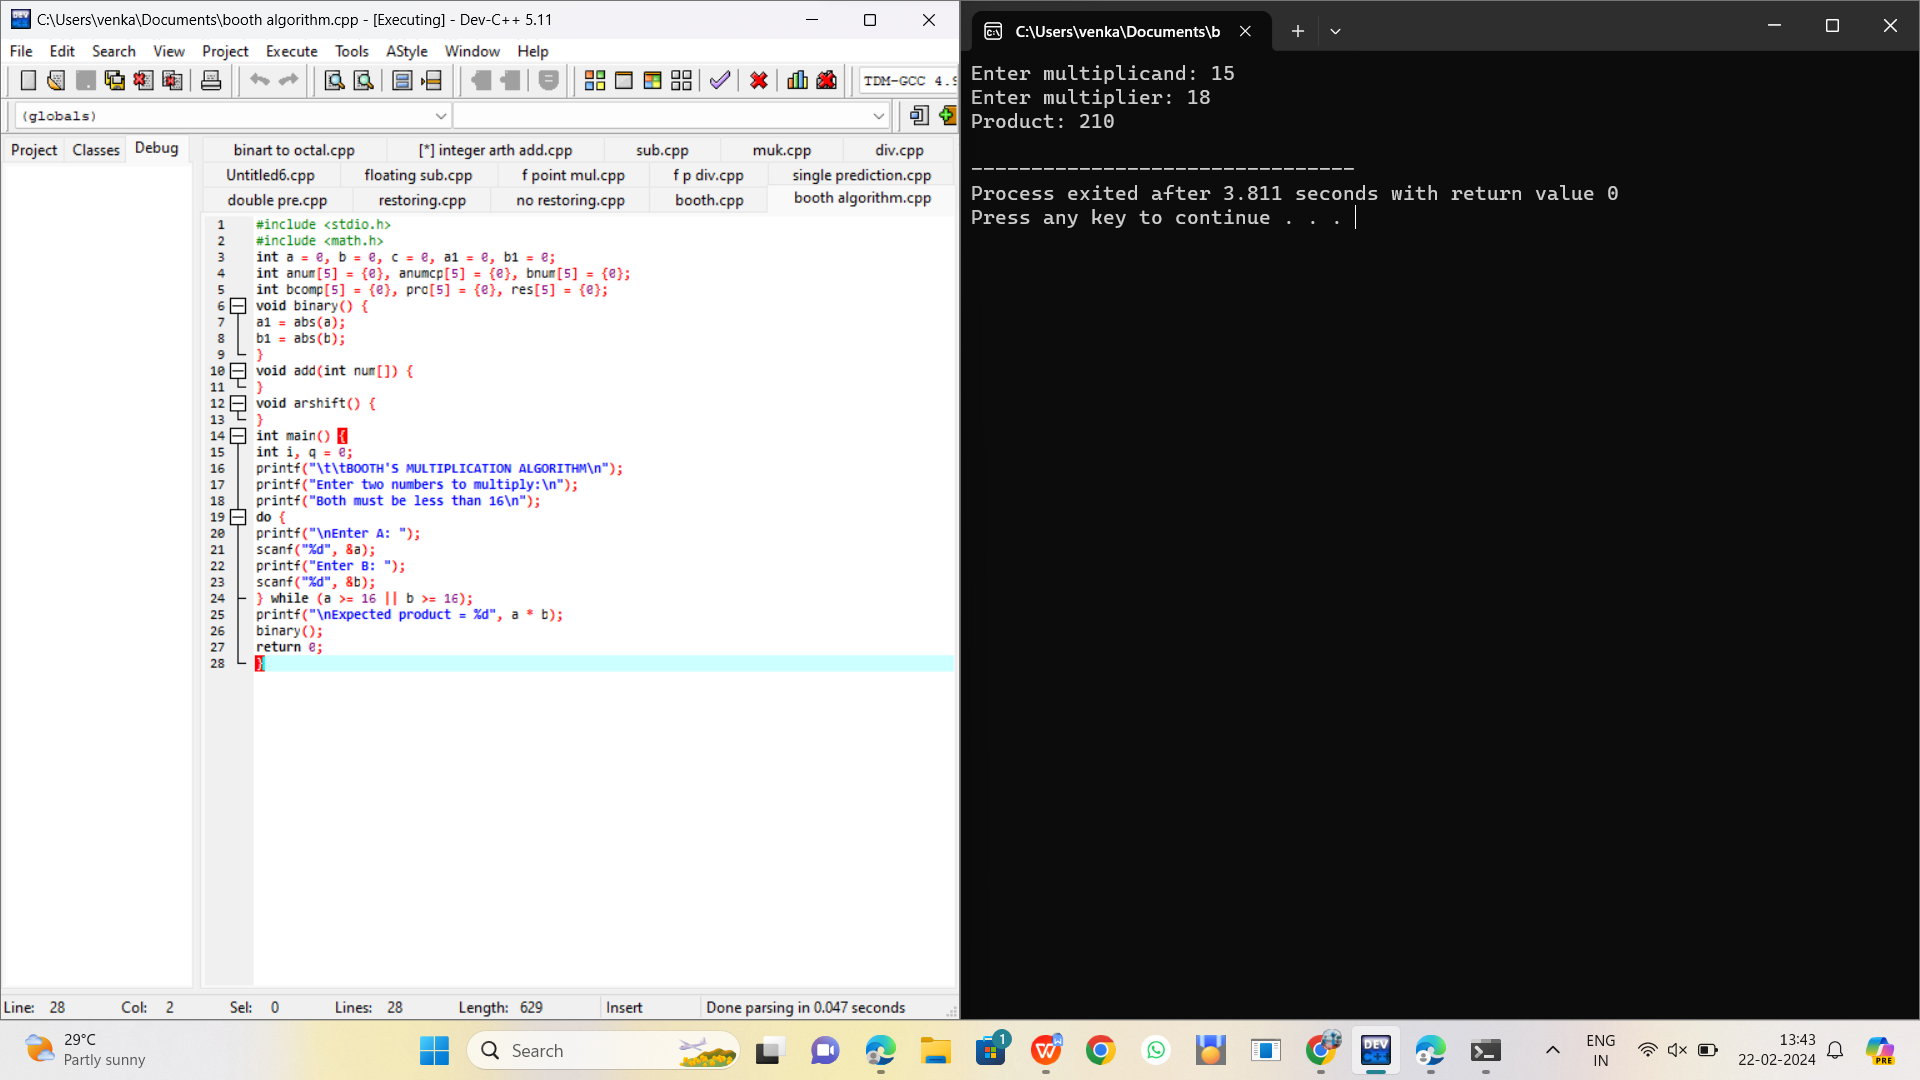 C:\Users\venka\Documents\booth algorithm.cpp - [Executing] - Dev-C++ 5.11
File Edit Search View Project Execute Tools AStyle Window Help
TDM-GCC 4.9
(globals)
Project Classes Debug
binart to octal.cpp [*] integer arth add.cpp sub.cpp muk.cpp div.cpp
Untitled6.cpp floating sub.cpp f point mul.cpp f p div.cpp single prediction.cpp
double pre.cpp restoring.cpp no restoring.cpp booth.cpp booth algorithm.cpp
1 #include <stdio.h>
2 #include <math.h>
3 int a = 0, b = 0, c = 0, a1 = 0, b1 = 0;
4 int anum[5] = {0}, anumcp[5] = {0}, bnum[5] = {0};
5 int bcomp[5] = {0}, pro[5] = {0}, res[5] = {0};
6 void binary() {
7 a1 = abs(a);
8 b1 = abs(b);
9 }
10 void add(int num[]) {
11 }
12 void arshift() {
13 }
14 int main() {
15 int i, q = 0;
16 printf("\t\tBOOTH'S MULTIPLICATION ALGORITHM\n");
17 printf("Enter two numbers to multiply:\n");
18 printf("Both must be less than 16\n");
19 do {
20 printf("\nEnter A: ");
21 scanf("%d", &a);
22 printf("Enter B: ");
23 scanf("%d", &b);
24 } while (a >= 16 || b >= 16);
25 printf("\nExpected product = %d", a * b);
26 binary();
27 return 0;
28 }
Line: 28 Col: 2 Sel: 0 Lines: 28 Length: 629 Insert Done parsing in 0.047 seconds
C:\Users\venka\Documents\b
Enter multiplicand: 15
Enter multiplier: 18
Product: 210
--------------------------------
Process exited after 3.811 seconds with return value 0
Press any key to continue . . .
29°C
Partly sunny
Search
1
DEV C++
ENG
IN
13:43
22-02-2024
PRE